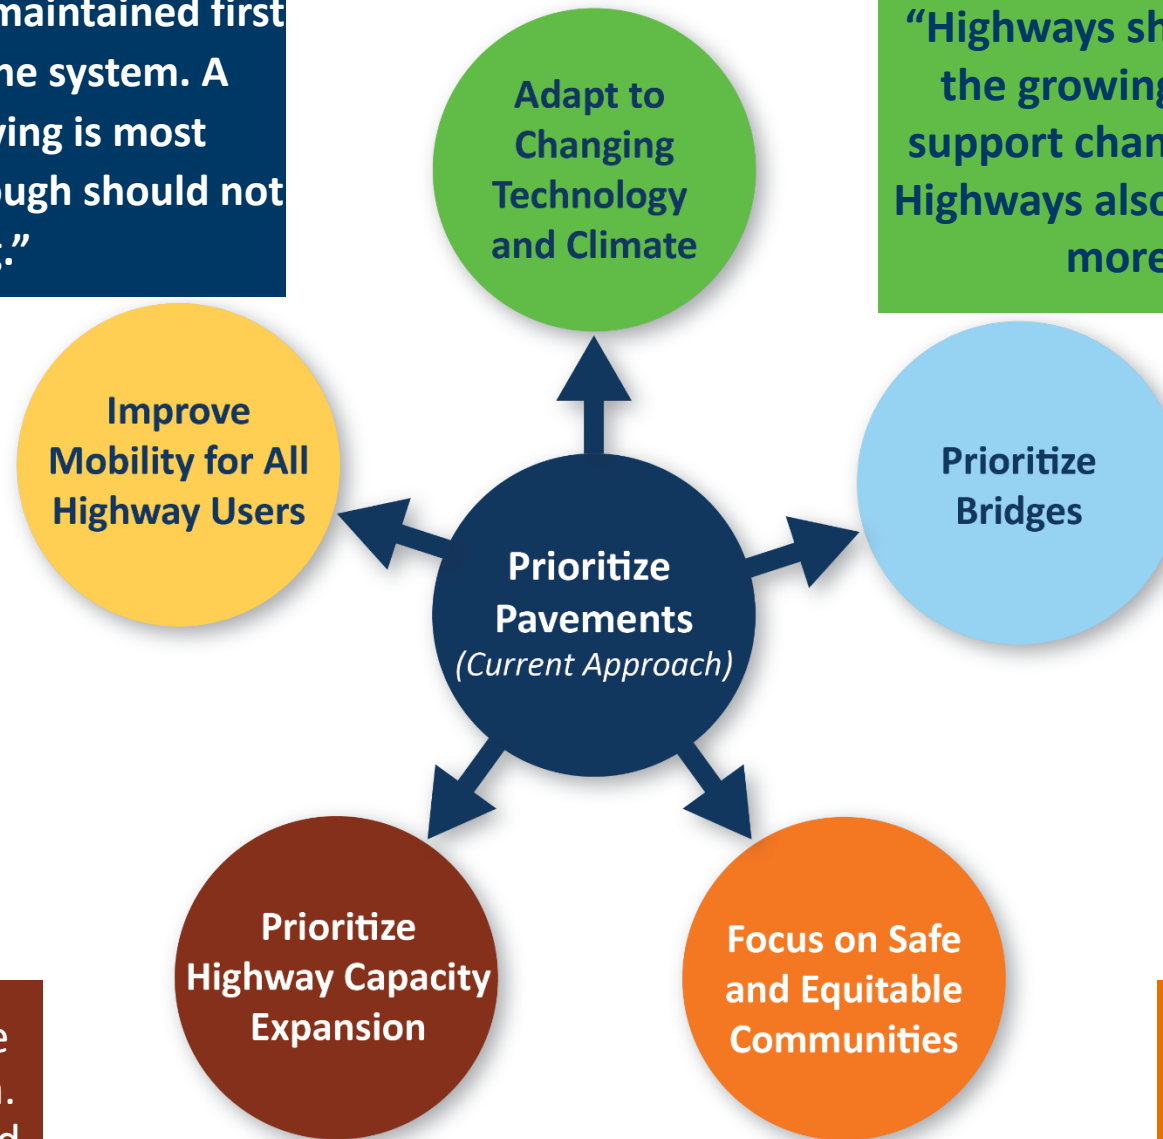 maintained first
he system. A
ving is most
ough should not
g.”
“Highways sh
the growing
support chan
Highways also
more
Adapt to
Changing
Technology
and Climate
Improve
Mobility for All
Highway Users
Prioritize
Bridges
Prioritize
Pavements
(Current Approach)
Prioritize
Highway Capacity
Expansion
Focus on Safe
and Equitable
Communities